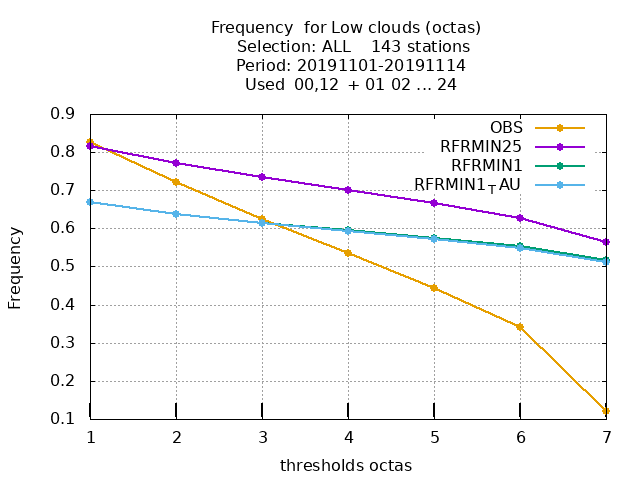 Frequency  for Low clouds (octas)
Selection: ALL    143 stations
Period: 20191101-20191114
Used  00,12  + 01 02 ... 24
OBS
RFRMIN25
RFRMIN1
RFRMIN1TAU
0.9
0.8
0.7
0.6
0.5
0.4
0.3
0.2
0.1
Frequency
1 2 3 4 5 6 7
thresholds octas